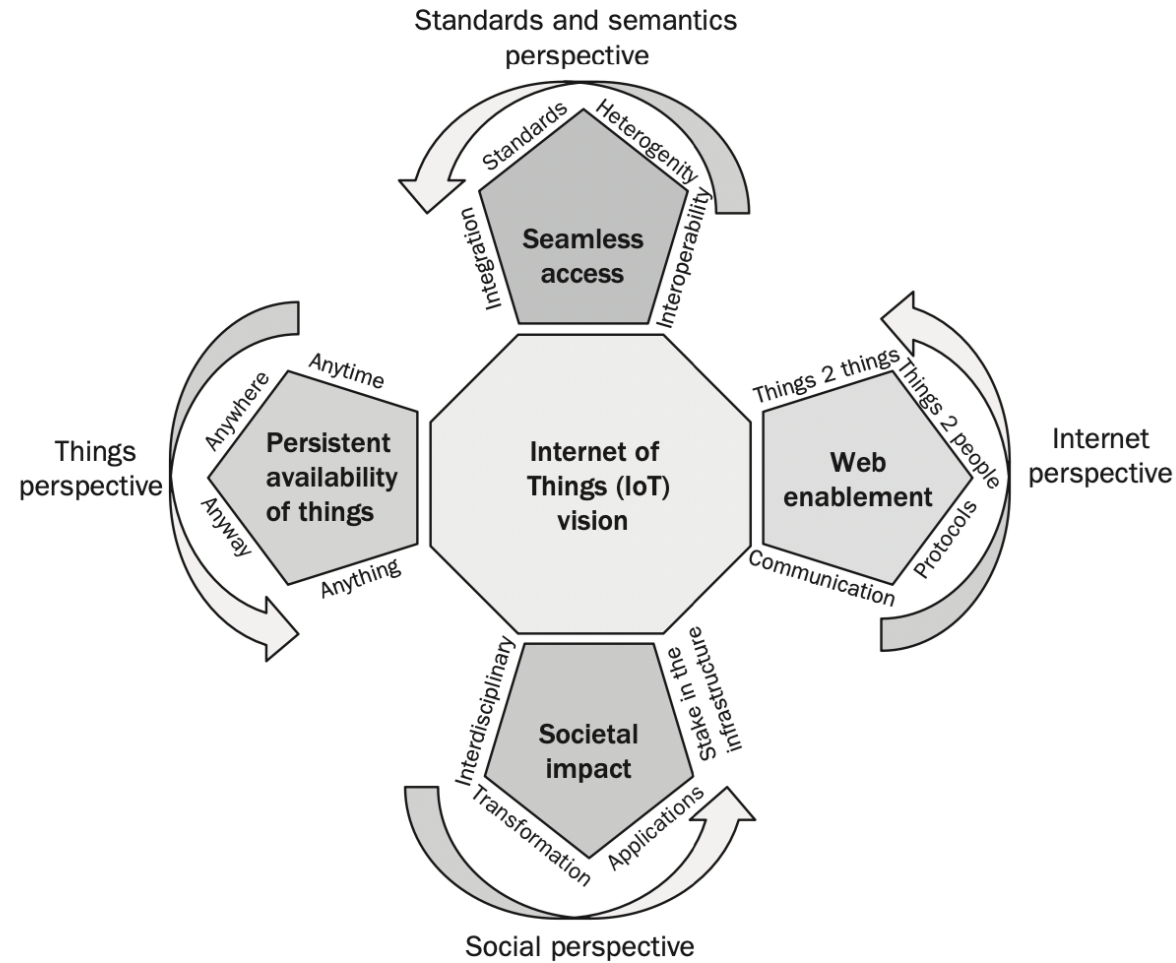 Standards and semantics
perspective
Standards
Heterogenity
Integration
Interoperability
Seamless
access
Things
perspective
Anytime
Anywhere
Anyway
Anything
Persistent
availability
of things
Internet of
Things (IoT)
vision
Things 2 things
Things 2 people
Protocols
Communication
Web
enablement
Internet
perspective
Interdisciplinary
Stake in the
infrastructure
Transformation
Applications
Societal
impact
Social perspective